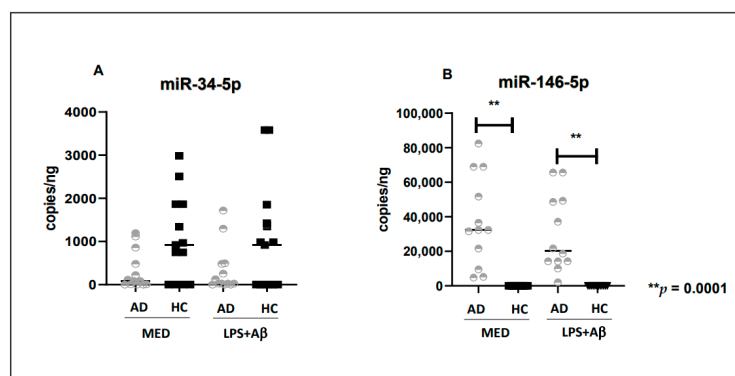 A
miR-34-5p
4000
3000
2000
1000
0
copies/ng
AD HC AD HC
MED LPS+Aβ
B
miR-146-5p
100,000
80,000
60,000
40,000
20,000
0
copies/ng
**
**
AD HC AD HC
MED LPS+Aβ
**p = 0.0001